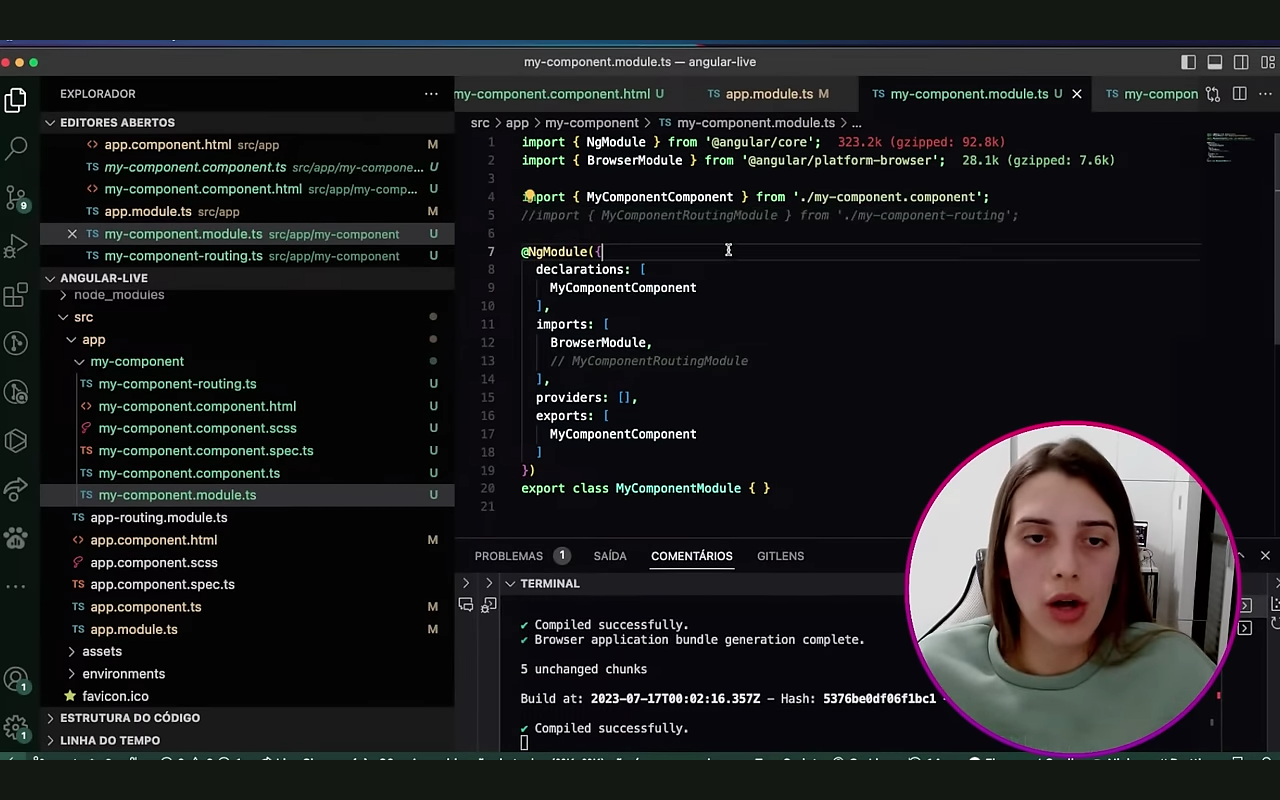 my-component.module.ts — angular-live
EXPLORADOR
EDITORES ABERTOS
app.component.html src/app M
my-component.component.ts src/app/my-compone... U
my-component.component.html src/app/my-comp... U
app.module.ts src/app M
my-component.module.ts src/app/my-component U
my-component-routing.ts src/app/my-component U
ANGULAR-LIVE
node_modules
src
app
my-component
my-component-routing.ts U
my-component.component.html U
my-component.component.scss U
my-component.component.spec.ts U
my-component.component.ts U
my-component.module.ts U
app-routing.module.ts
app.component.html M
app.component.scss
app.component.spec.ts
app.component.ts M
app.module.ts M
assets
environments
favicon.ico
ESTRUTURA DO CÓDIGO
LINHA DO TEMPO
my-component.component.html U
TS app.module.ts M
TS my-component.module.ts U
TS my-compon
src > app > my-component > TS my-component.module.ts > ...
1 import { NgModule } from '@angular/core'; 323.2k (gzipped: 92.8k)
2 import { BrowserModule } from '@angular/platform-browser'; 28.1k (gzipped: 7.6k)
3
4 import { MyComponentComponent } from './my-component.component';
5 //import { MyComponentRoutingModule } from './my-component-routing';
6
7 @NgModule({
8 declarations: [
9 MyComponentComponent
10 ],
11 imports: [
12 BrowserModule,
13 // MyComponentRoutingModule
14 ],
15 providers: [],
16 exports: [
17 MyComponentComponent
18 ]
19 })
20 export class MyComponentModule { }
21
PROBLEMAS 1 SAÍDA COMENTÁRIOS GITLENS
TERMINAL
✔ Compiled successfully.
✔ Browser application bundle generation complete.
5 unchanged chunks
Build at: 2023-07-17T00:02:16.357Z - Hash: 5376be0df06f1bc1
✔ Compiled successfully.